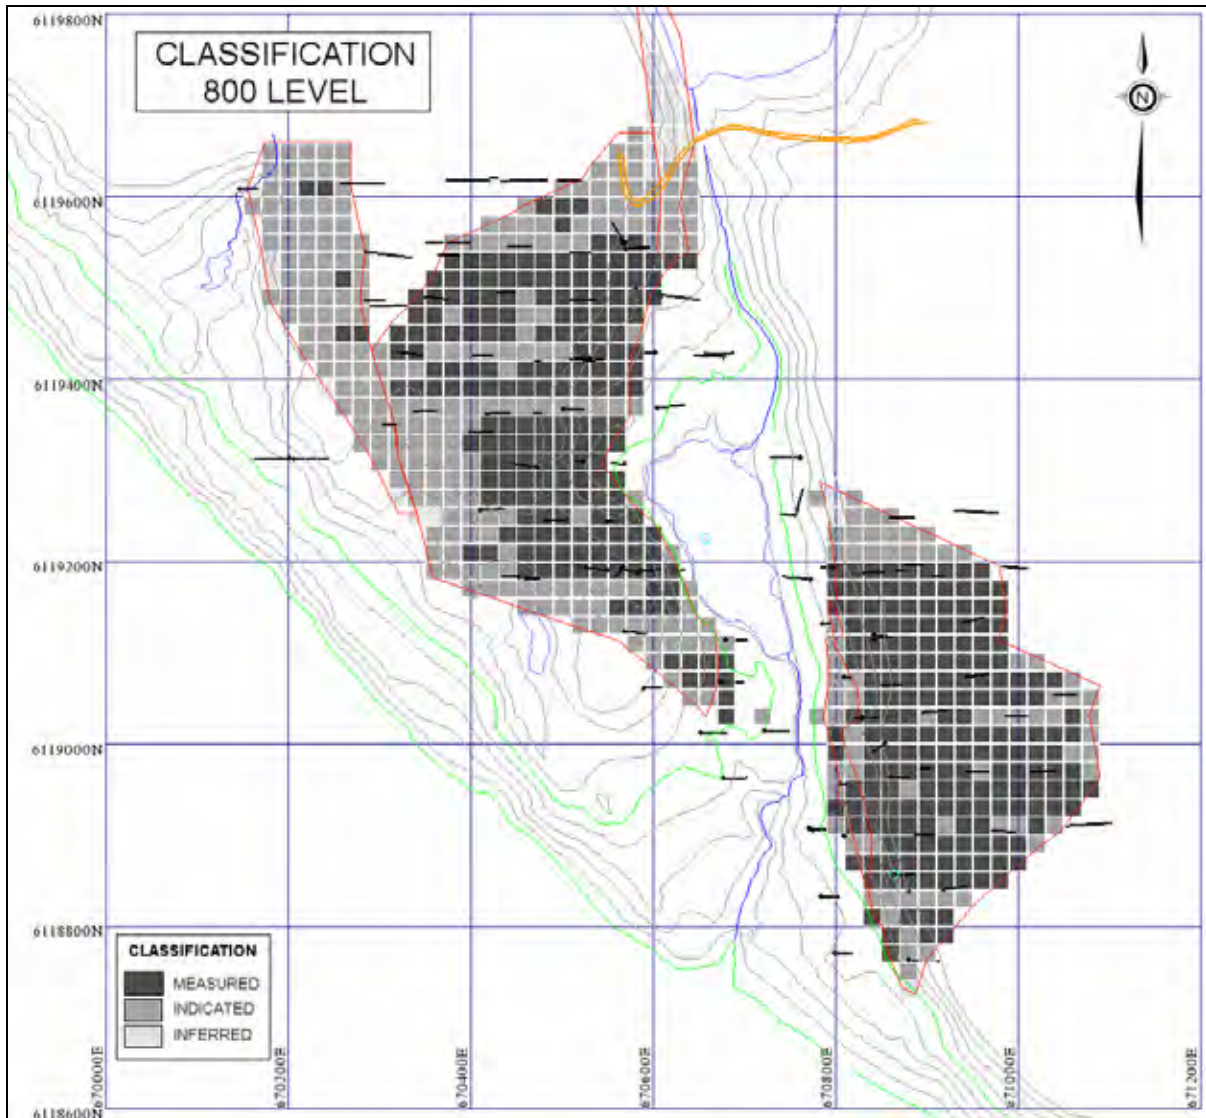 6119800N
CLASSIFICATION
800 LEVEL
N
6119600N
6119400N
6119200N
6119000N
6118800N
CLASSIFICATION
MEASURED
INDICATED
INFERRED
6118600N
670000E
670200E
670400E
670600E
670800E
671000E
671200E